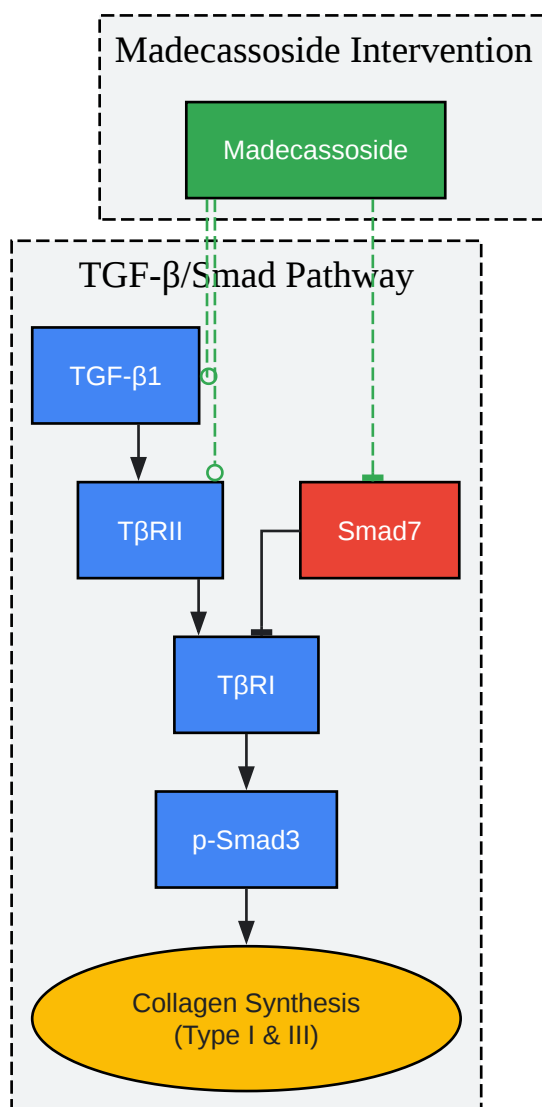 Madecassoside Intervention
Madecassoside
TGF-β/Smad Pathway
TGF-β1
TβRII
Smad7
TβRI
p-Smad3
Collagen Synthesis
(Type I & III)